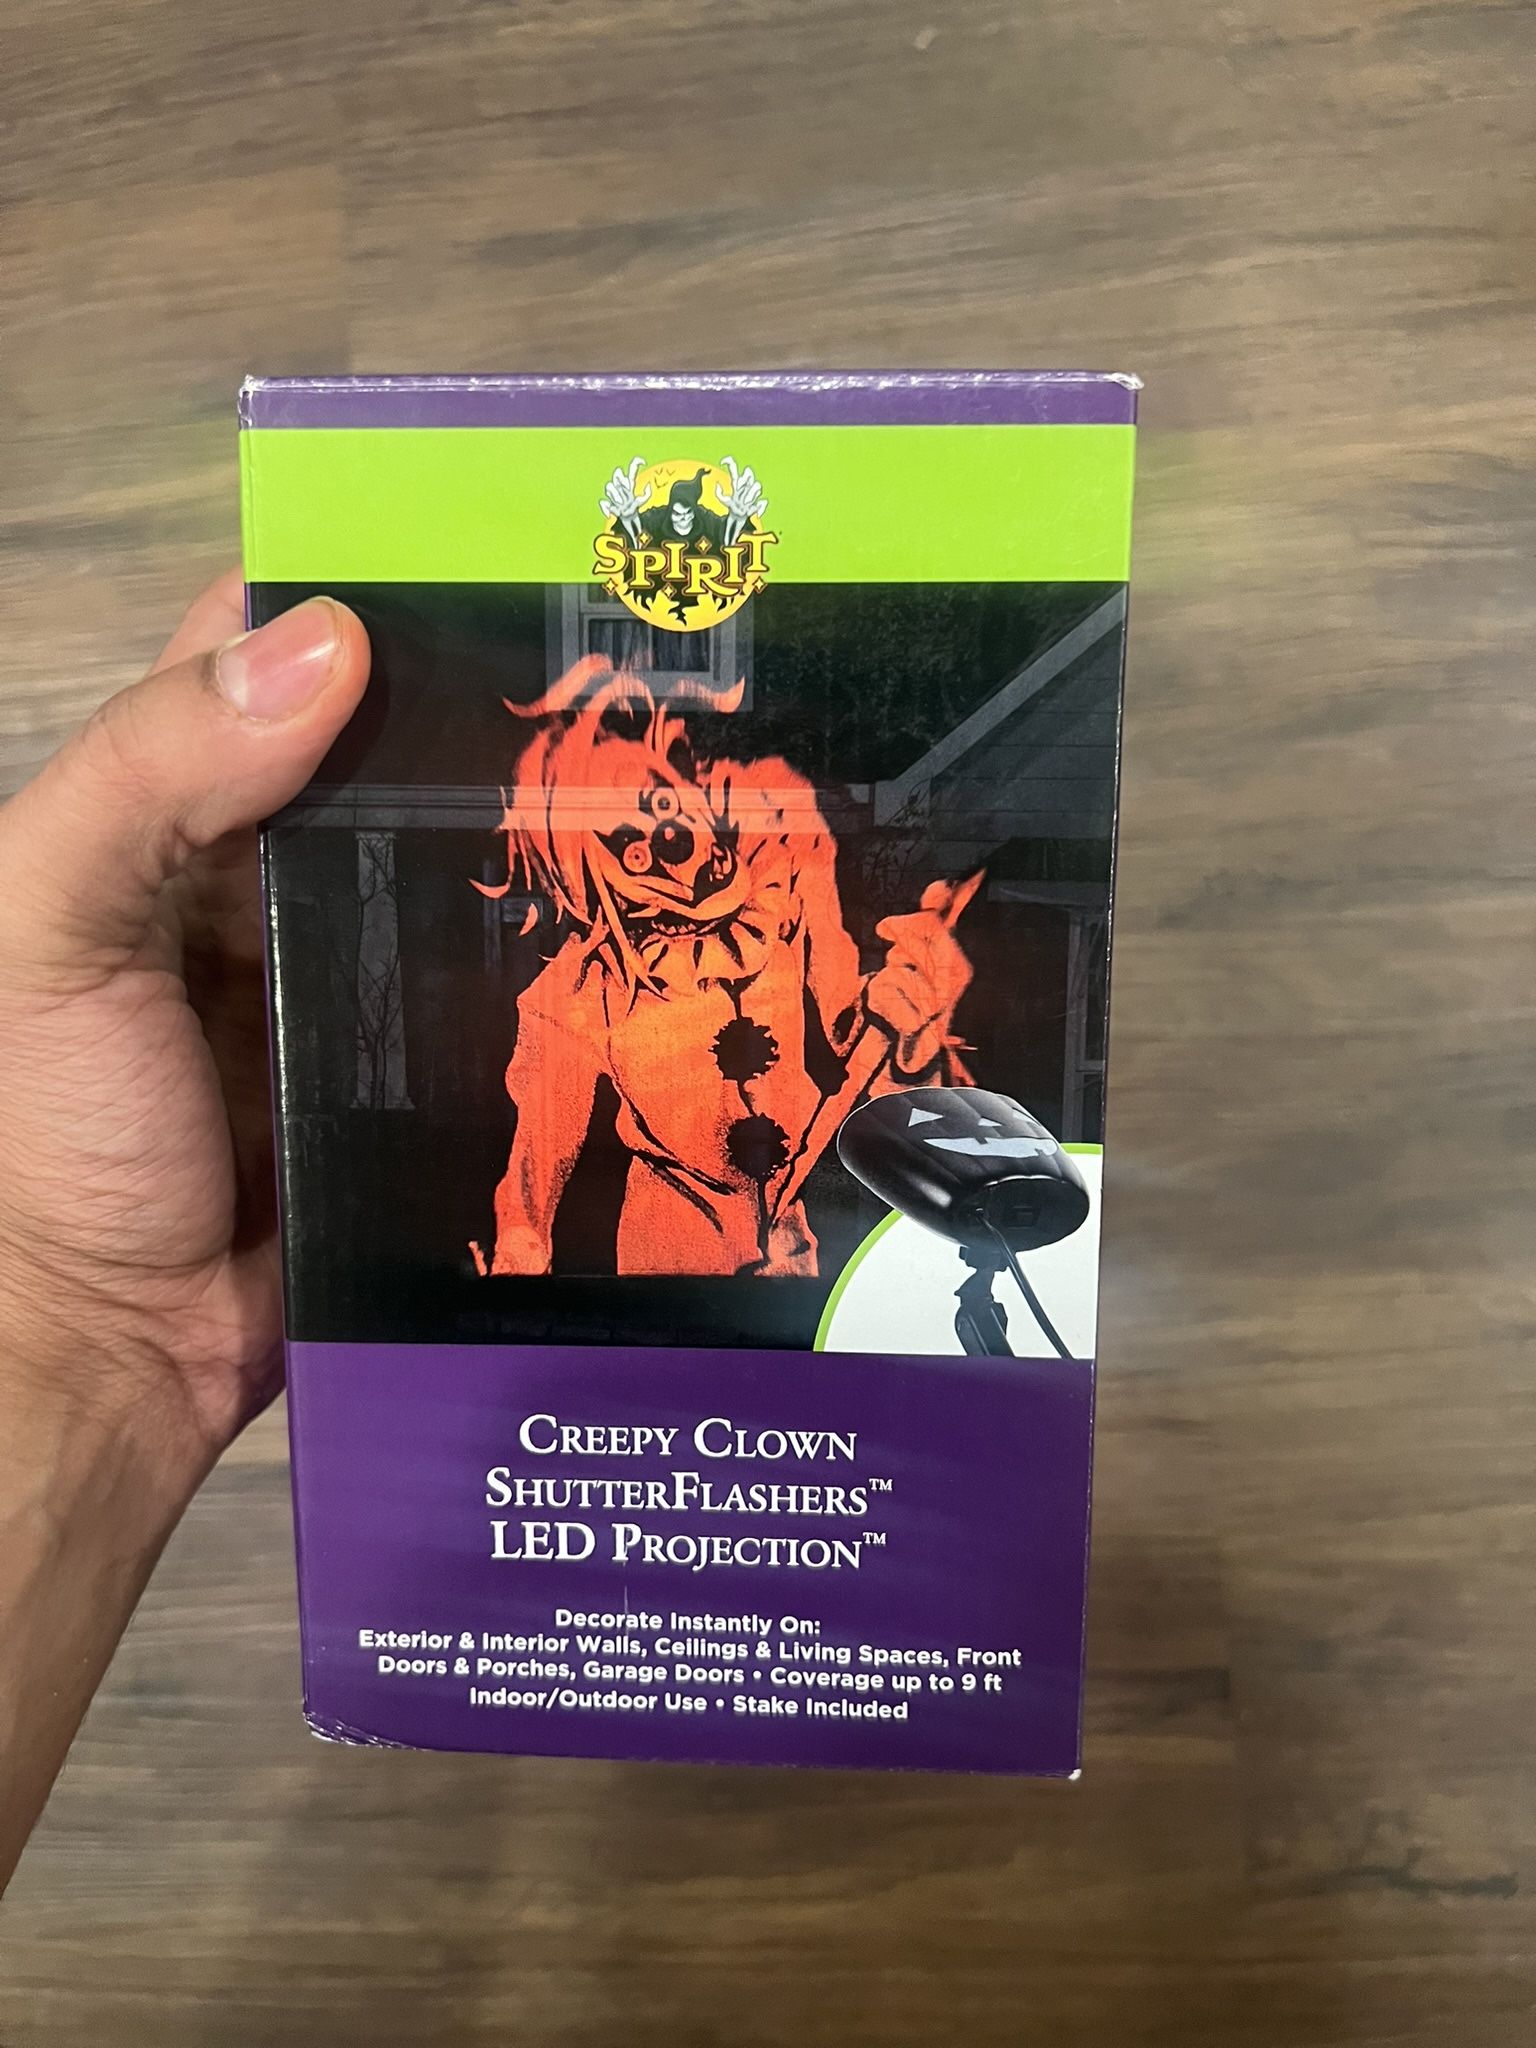 SPIRIT
CREEPY CLOWN
SHUTTERFLASHERS™
LED PROJECTION™
Decorate Instantly On:
Exterior & Interior Walls, Ceilings & Living Spaces, Front
Doors & Porches, Garage Doors • Coverage up to 9 ft
Indoor/Outdoor Use • Stake Included